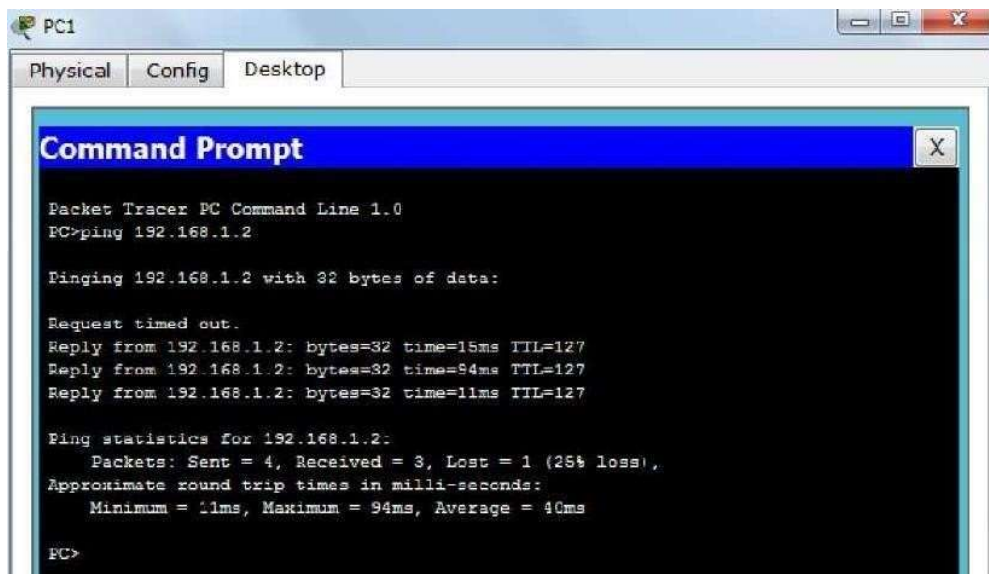 PC1
Physical Config Desktop
Command Prompt X
Packet Tracer PC Command Line 1.0
PC>ping 192.168.1.2
Pinging 192.168.1.2 with 32 bytes of data:
Request timed out.
Reply from 192.168.1.2: bytes=32 time=15ms TTL=127
Reply from 192.168.1.2: bytes=32 time=94ms TTL=127
Reply from 192.168.1.2: bytes=32 time=11ms TTL=127
Ping statistics for 192.168.1.2:
Packets: Sent = 4, Received = 3, Lost = 1 (25% loss),
Approximate round trip times in milli-seconds:
Minimum = 11ms, Maximum = 94ms, Average = 40ms
PC>